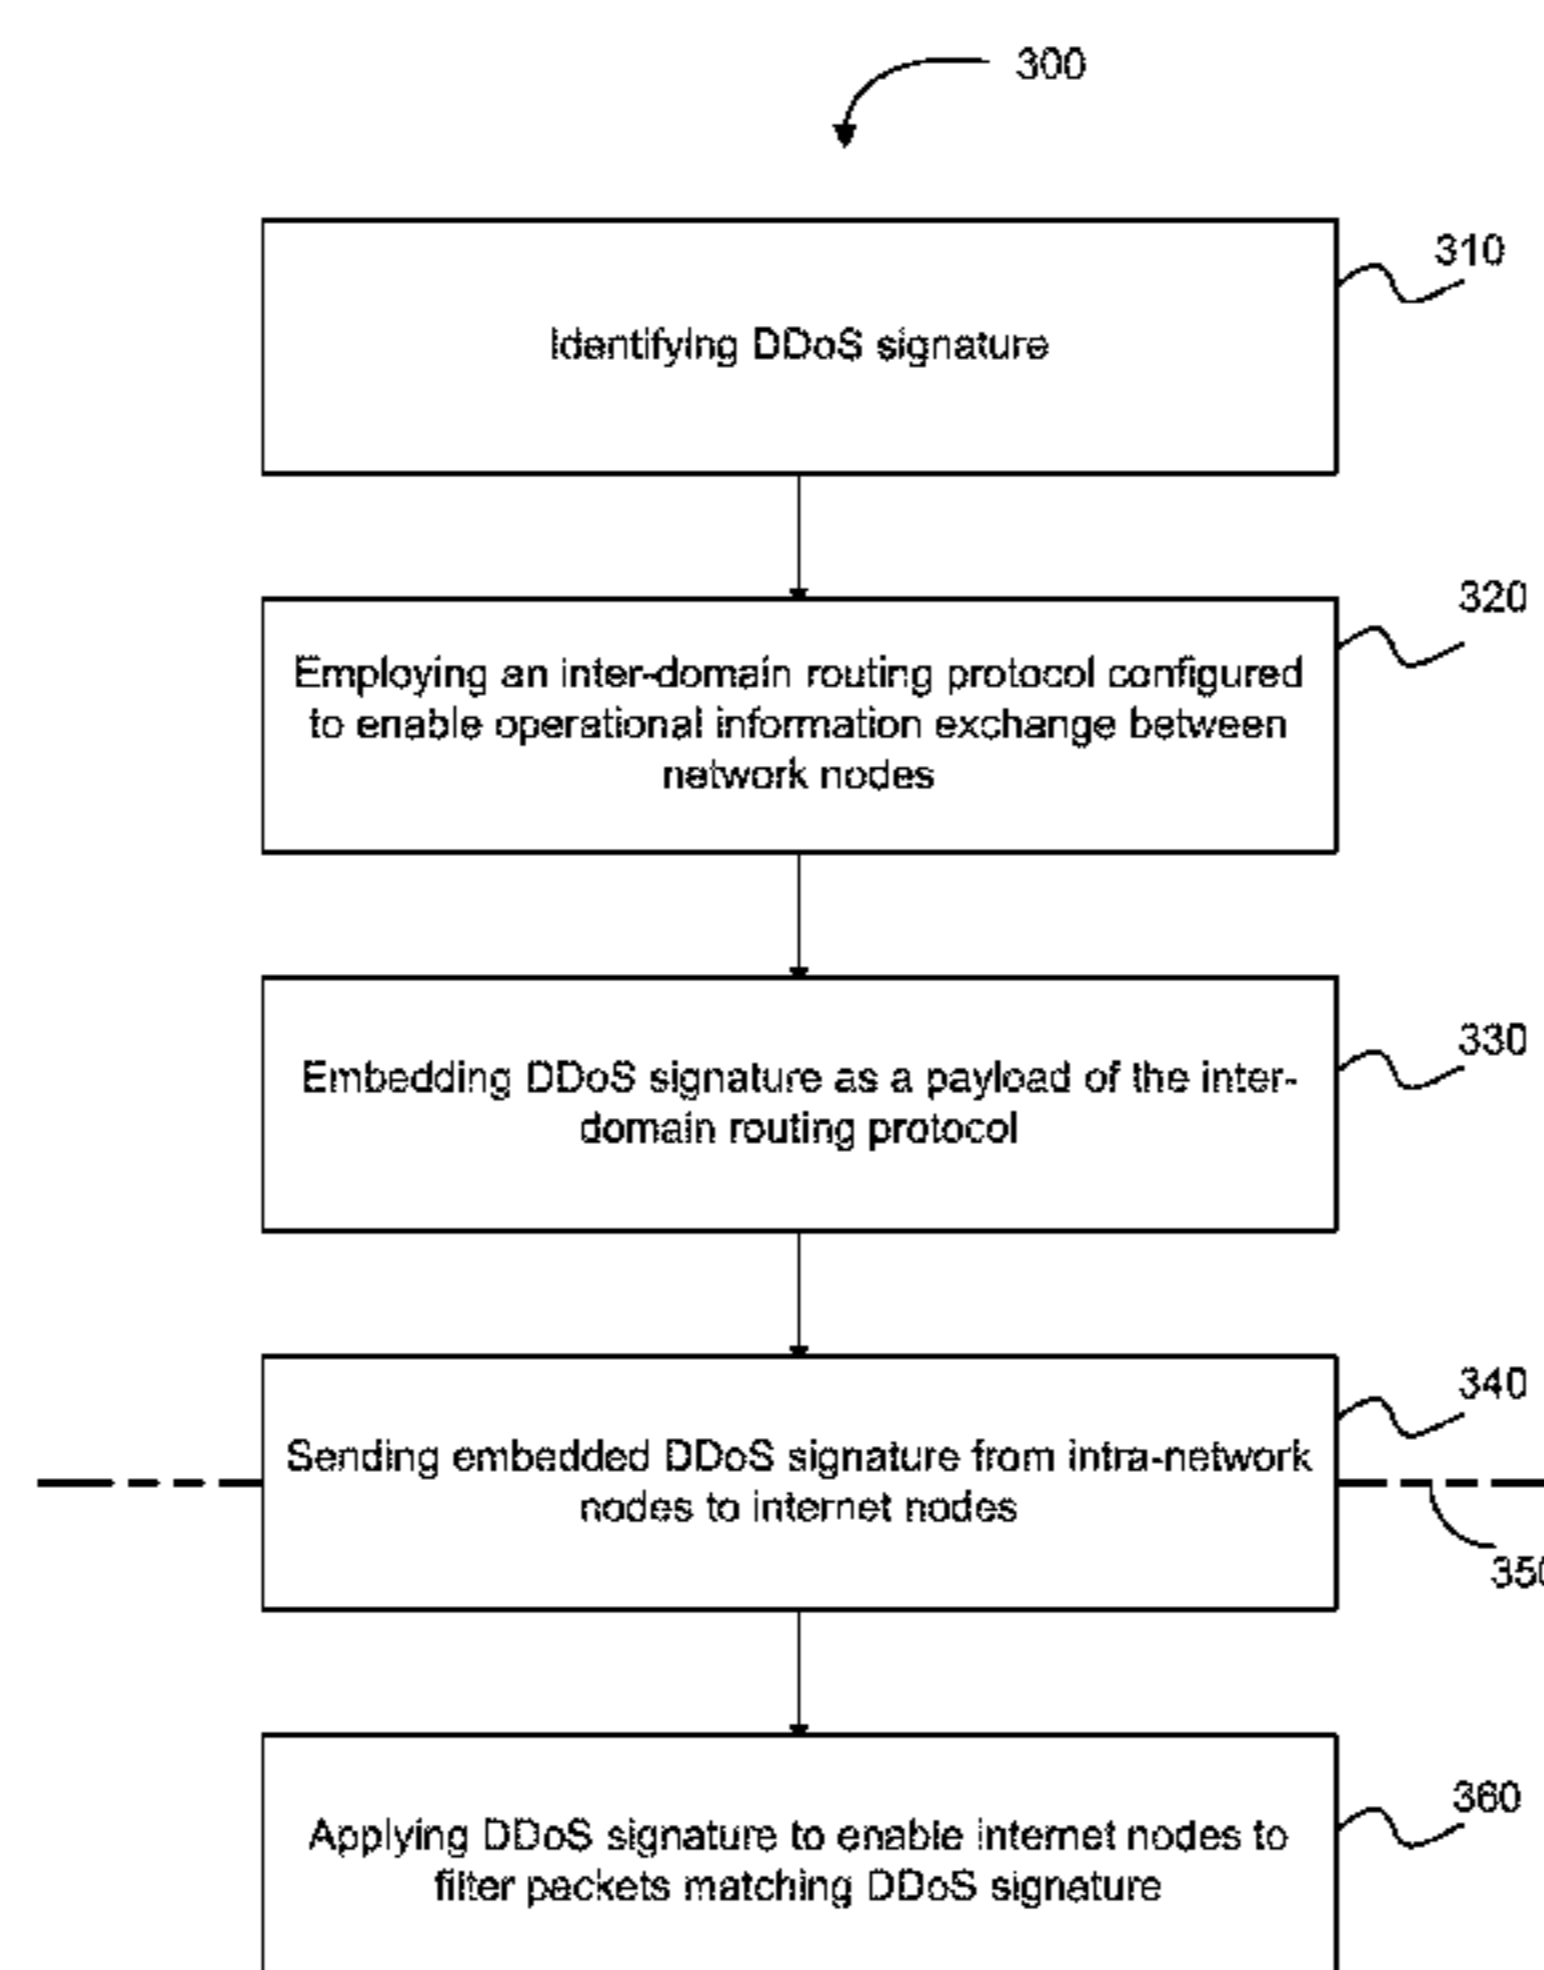 300
310
Identifying DDoS signature
320
Employing an inter-domain routing protocol configured
to enable operational information exchange between
network nodes
330
Embedding DDoS signature as a payload of the inter-
domain routing protocol
340
Sending embedded DDoS signature from intra-network
nodes to internet nodes
350
360
Applying DDoS signature to enable internet nodes to
filter packets matching DDoS signature